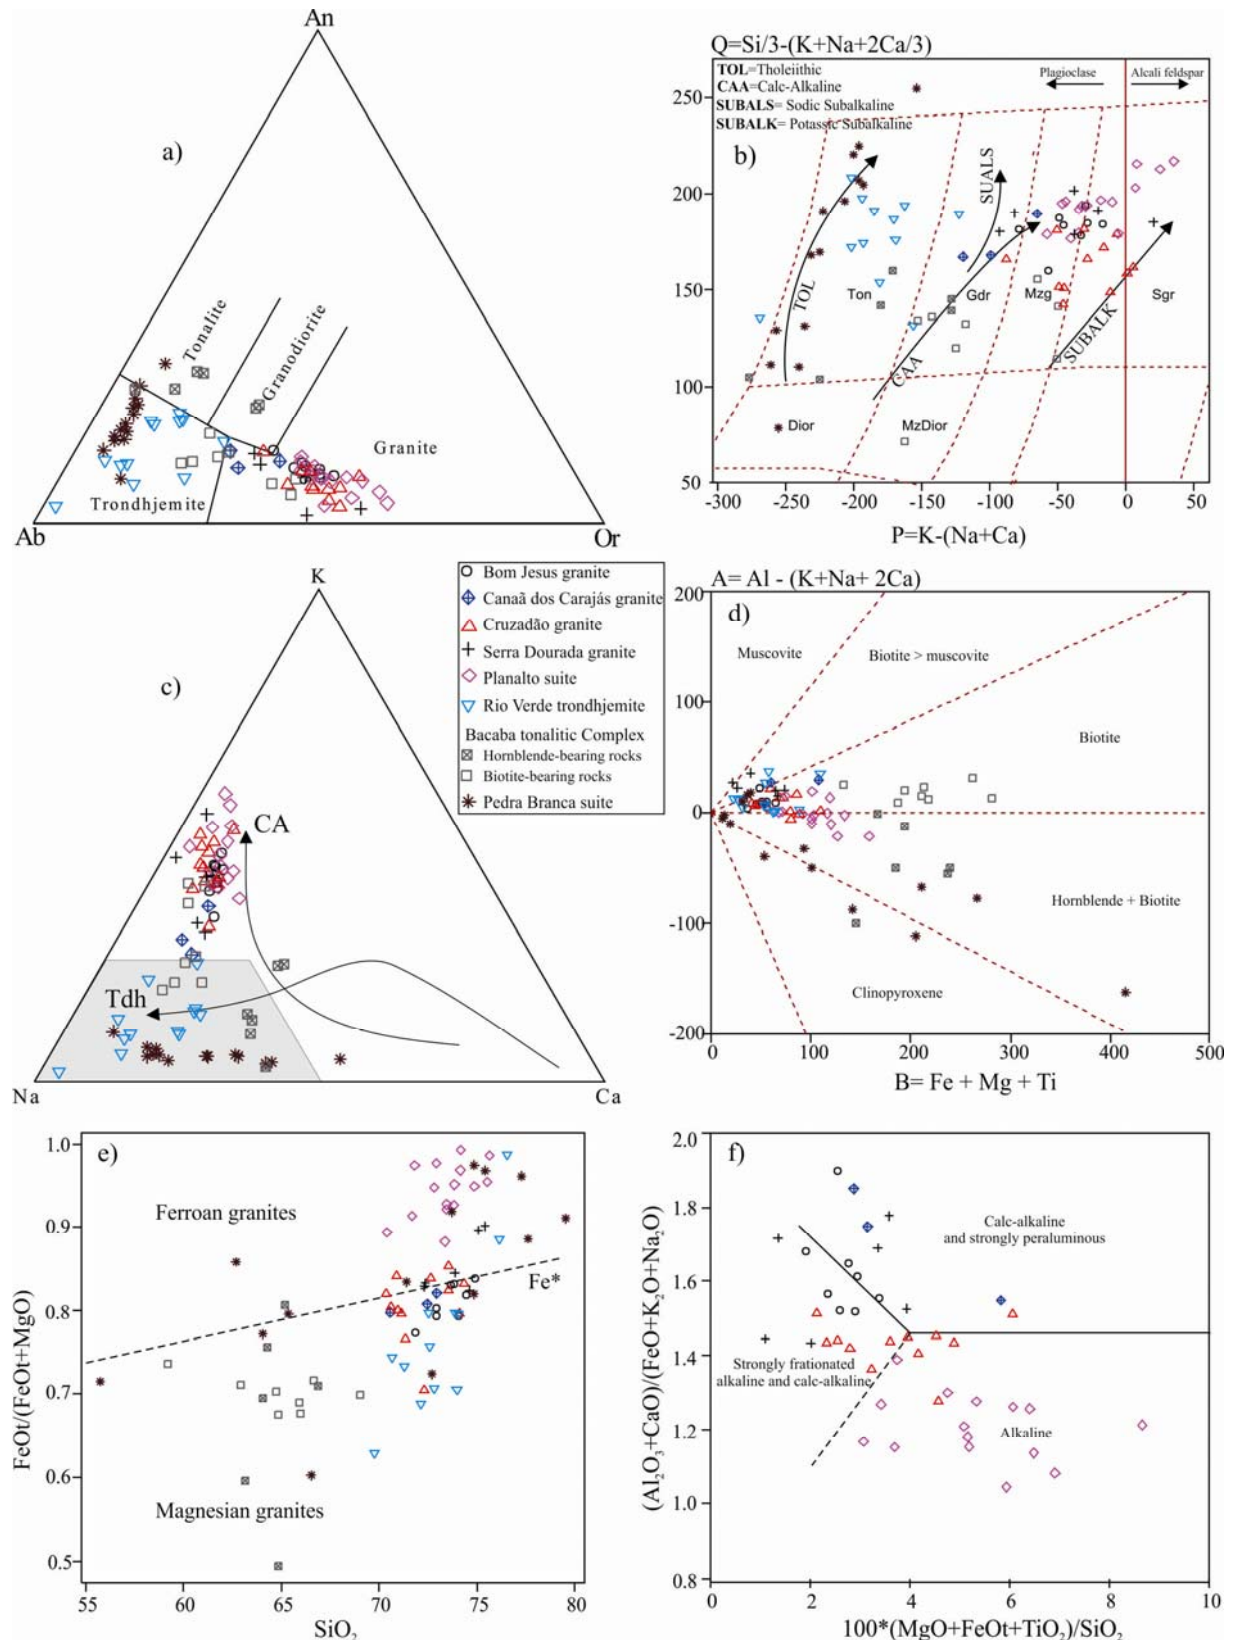 An
a)
Tonalite
Granodiorite
Granite
Trondhjemite
Ab
Or
Q=Si/3-(K+Na+2Ca/3)
TOL=Tholeiithic
CAA=Calc-Alkaline
SUBALS= Sodic Subalkaline
SUBALK= Potassic Subalkaline
Plagioclase
Alcali feldspar
b)
250
200
150
100
50
SUALS
TOL
Ton
Gdr
Mzg
Sgr
CAA
SUBALK
Dior
MzDior
-300
-250
-200
-150
-100
-50
0
50
P=K-(Na+Ca)
K
c)
CA
Tdh
Na
Ca
Bom Jesus granite
Canaã dos Carajás granite
Cruzadão granite
Serra Dourada granite
Planalto suite
Rio Verde trondhjemite
Bacaba tonalitic Complex
Hornblende-bearing rocks
Biotite-bearing rocks
Pedra Branca suite
A= Al - (K+Na+ 2Ca)
d)
200
100
0
-100
-200
Muscovite
Biotite > muscovite
Biotite
Hornblende + Biotite
Clinopyroxene
0
100
200
300
400
500
B= Fe + Mg + Ti
e)
1.0
0.9
0.8
0.7
0.6
0.5
FeOt/(FeOt+MgO)
Ferroan granites
Fe*
Magnesian granites
55
60
65
70
75
80
SiO₂
f)
2.0
1.8
1.6
1.4
1.2
1.0
0.8
(Al₂O₃+CaO)/(FeO+K₂O+Na₂O)
Calc-alkaline
and strongly peraluminous
Strongly frationated
alkaline and calc-alkaline
Alkaline
0
2
4
6
8
10
100*(MgO+FeOt+TiO₂)/SiO₂